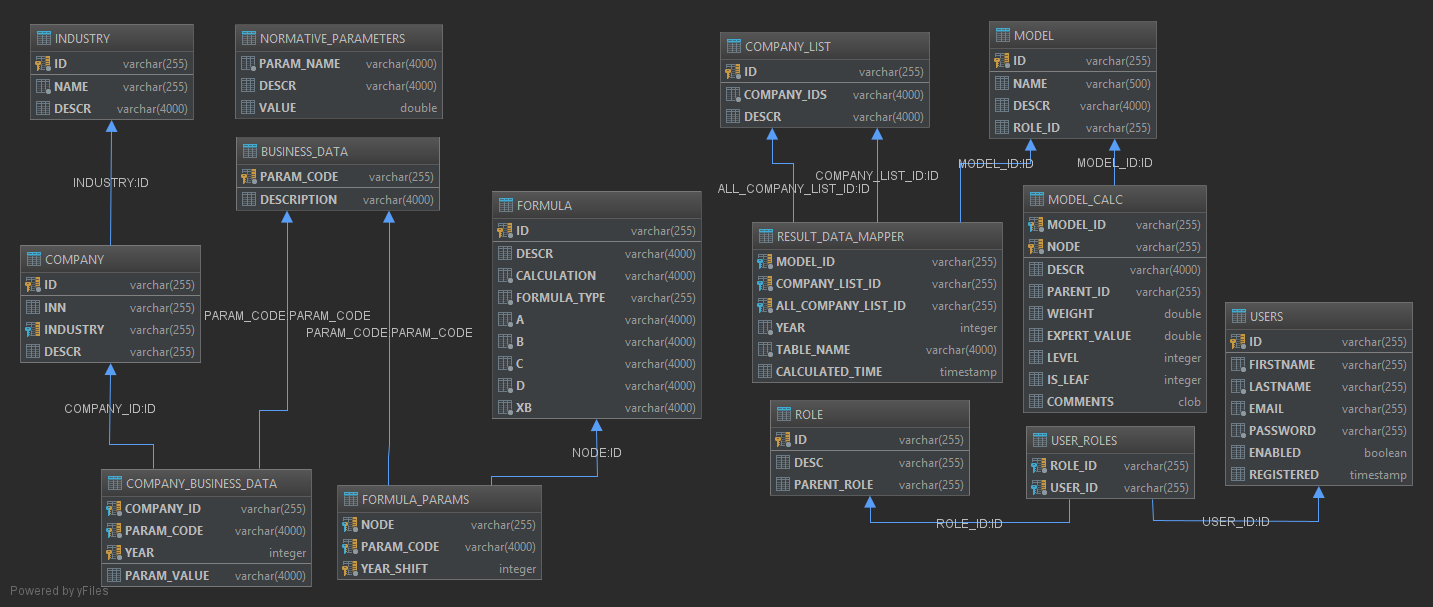 INDUSTRY
ID varchar(255)
NAME varchar(255)
DESCR varchar(4000)
NORMATIVE_PARAMETERS
PARAM_NAME varchar(4000)
DESCR varchar(4000)
VALUE double
COMPANY_LIST
ID varchar(255)
COMPANY_IDS varchar(4000)
DESCR varchar(4000)
MODEL
ID varchar(255)
NAME varchar(500)
DESCR varchar(4000)
ROLE_ID varchar(255)
BUSINESS_DATA
PARAM_CODE varchar(255)
DESCRIPTION varchar(4000)
INDUSTRY:ID
ALL_COMPANY_LIST_ID:ID
COMPANY_LIST_ID:ID
MODEL_ID:ID
MODEL_ID:ID
FORMULA
ID varchar(255)
DESCR varchar(4000)
CALCULATION varchar(4000)
FORMULA_TYPE varchar(255)
A varchar(4000)
B varchar(4000)
C varchar(4000)
D varchar(4000)
XB varchar(4000)
MODEL_CALC
MODEL_ID varchar(255)
NODE varchar(255)
DESCR varchar(4000)
PARENT_ID varchar(255)
WEIGHT double
EXPERT_VALUE double
LEVEL integer
IS_LEAF integer
COMMENTS clob
RESULT_DATA_MAPPER
MODEL_ID varchar(255)
COMPANY_LIST_ID varchar(255)
ALL_COMPANY_LIST_ID varchar(255)
YEAR integer
TABLE_NAME varchar(4000)
CALCULATED_TIME timestamp
COMPANY
ID varchar(255)
INN varchar(255)
INDUSTRY varchar(255)
DESCR varchar(255)
PARAM_CODE:PARAM_CODE
PARAM_CODE:PARAM_CODE
USERS
ID varchar(255)
FIRSTNAME varchar(255)
LASTNAME varchar(255)
EMAIL varchar(255)
PASSWORD varchar(255)
ENABLED boolean
REGISTERED timestamp
COMPANY_ID:ID
NODE:ID
ROLE
ID varchar(255)
DESC varchar(255)
PARENT_ROLE varchar(255)
USER_ROLES
ROLE_ID varchar(255)
USER_ID varchar(255)
COMPANY_BUSINESS_DATA
COMPANY_ID varchar(255)
PARAM_CODE varchar(4000)
YEAR integer
PARAM_VALUE varchar(4000)
FORMULA_PARAMS
NODE varchar(255)
PARAM_CODE varchar(4000)
YEAR_SHIFT integer
ROLE_ID:ID
USER_ID:ID
Powered by yFiles